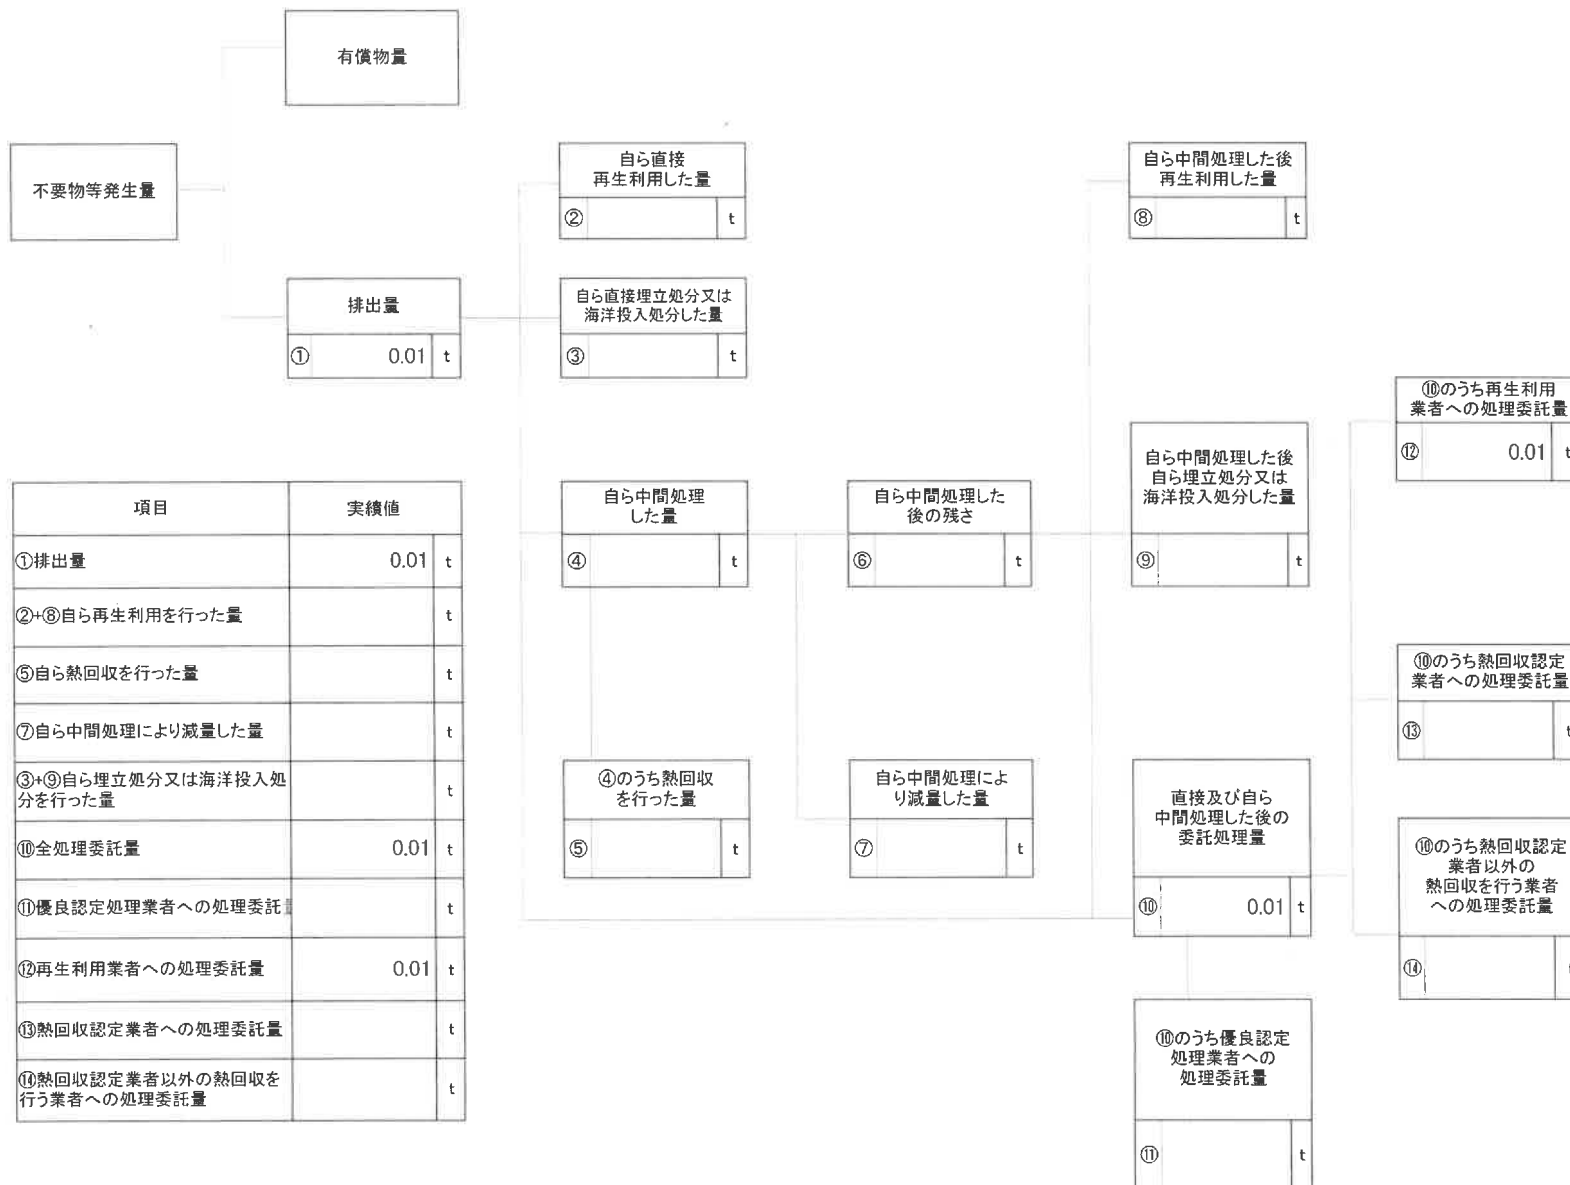 有償物量
不要物等発生量
排出量
① 0.01 t
自ら直接
再生利用した量
② t
自ら直接埋立処分又は
海洋投入処分した量
③ t
自ら中間処理した後
再生利用した量
⑧ t
自ら中間処理
した量
④ t
自ら中間処理した
後の残さ
⑥ t
自ら中間処理した後
自ら埋立処分又は
海洋投入処分した量
⑨ t
⑩のうち再生利用
業者への処理委託量
⑫ 0.01 t
④のうち熱回収
を行った量
⑤ t
自ら中間処理によ
り減量した量
⑦ t
直接及び自ら
中間処理した後の
委託処理量
⑩ 0.01 t
⑩のうち熱回収認定
業者への処理委託量
⑬ t
⑩のうち熱回収認定
業者以外の
熱回収を行う業者
への処理委託量
⑭
⑩のうち優良認定
処理業者への
処理委託量
⑪ t
項目 実績値
①排出量 0.01 t
②+⑧自ら再生利用を行った量 t
⑤自ら熱回収を行った量 t
⑦自ら中間処理により減量した量 t
③+⑨自ら埋立処分又は海洋投入処
分を行った量 t
⑩全処理委託量 0.01 t
⑪優良認定処理業者への処理委託 t
⑫再生利用業者への処理委託量 0.01 t
⑬熱回収認定業者への処理委託量 t
⑭熱回収認定業者以外の熱回収を
行う業者への処理委託量 t